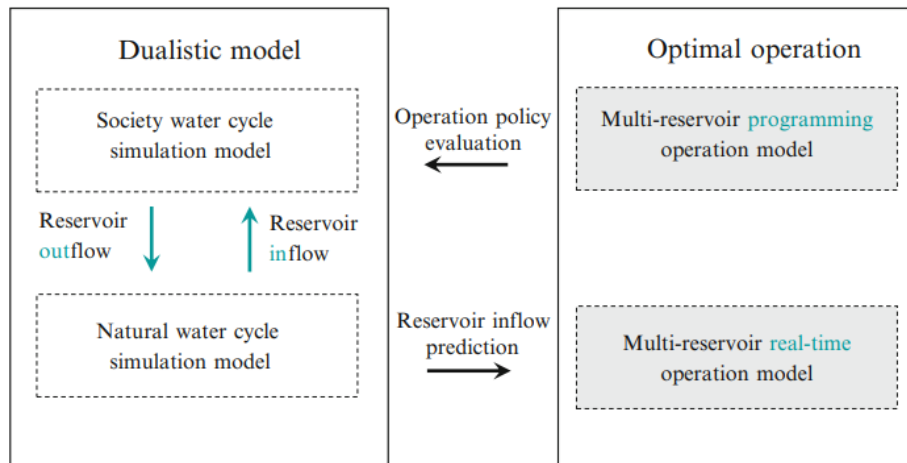 Dualistic model
Society water cycle
simulation model
Reservoir
outflow
Reservoir
inflow
Natural water cycle
simulation model
Operation policy
evaluation
Reservoir inflow
prediction
Optimal operation
Multi-reservoir programming
operation model
Multi-reservoir real-time
operation model